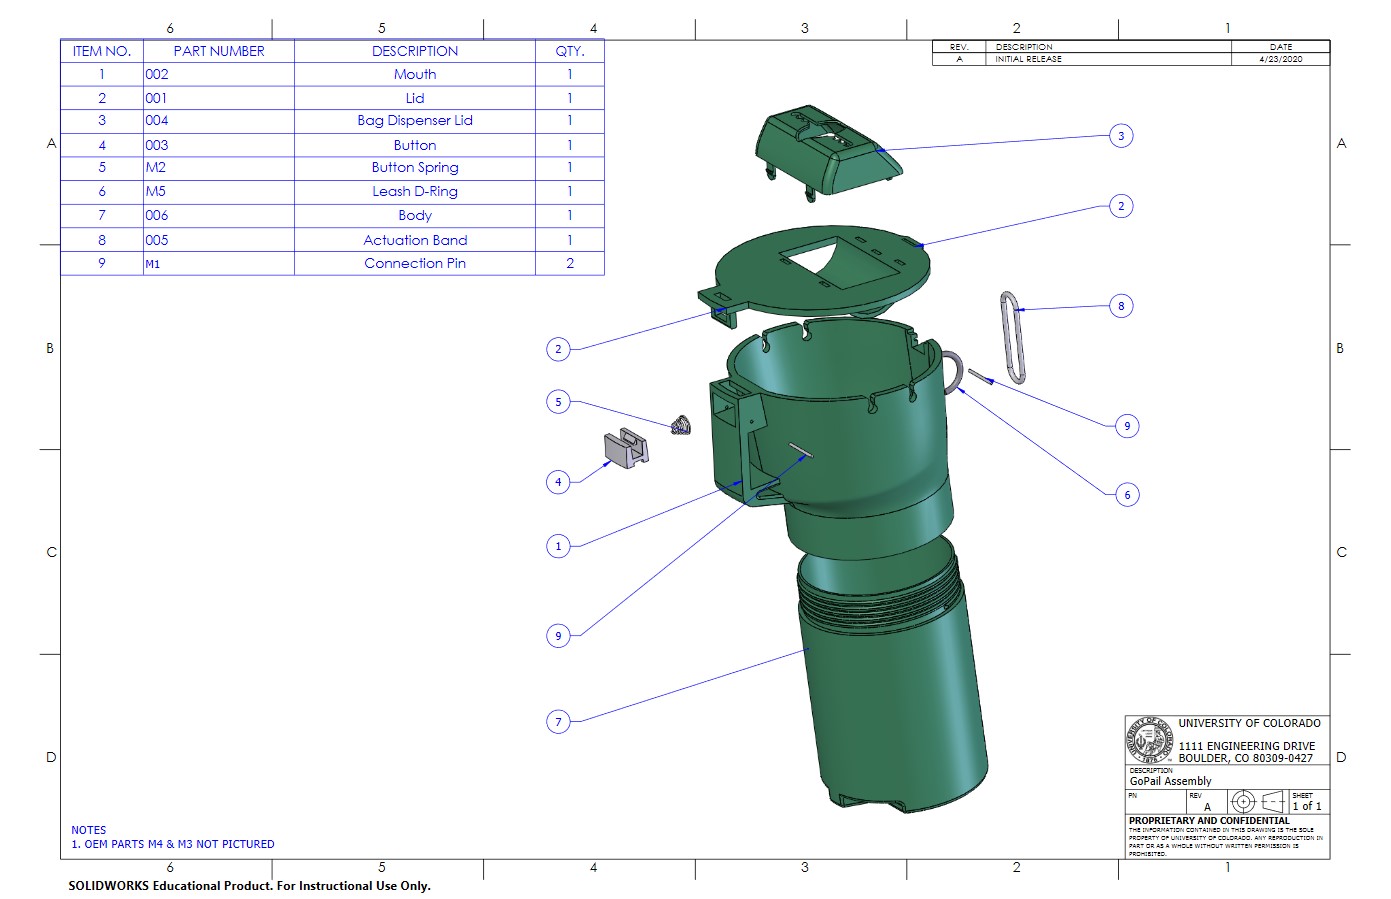 6 5 4 3 2 1
ITEM NO. PART NUMBER DESCRIPTION QTY.
1 002 Mouth 1
2 001 Lid 1
3 004 Bag Dispenser Lid 1
4 003 Button 1
5 M2 Button Spring 1
6 M5 Leash D-Ring 1
7 006 Body 1
8 005 Actuation Band 1
9 M1 Connection Pin 2
REV. DESCRIPTION DATE
A INITIAL RELEASE 4/23/2020
A A
3
2
8
B B
2
5
9
4
6
1
C C
9
7
D D
UNIVERSITY OF COLORADO
1876
UNIVERSITY OF COLORADO
1111 ENGINEERING DRIVE
BOULDER, CO 80309-0427
DESCRIPTION
GoPail Assembly
PN REV SHEET
A 1 of 1
PROPRIETARY AND CONFIDENTIAL
THE INFORMATION CONTAINED IN THIS DRAWING IS THE SOLE
PROPERTY OF UNIVERSITY OF COLORADO. ANY REPRODUCTION IN
PART OR AS A WHOLE WITHOUT WRITTEN PERMISSION IS
PROHIBITED.
NOTES
1. OEM PARTS M4 & M3 NOT PICTURED
6 5 4 3 2 1
SOLIDWORKS Educational Product. For Instructional Use Only.